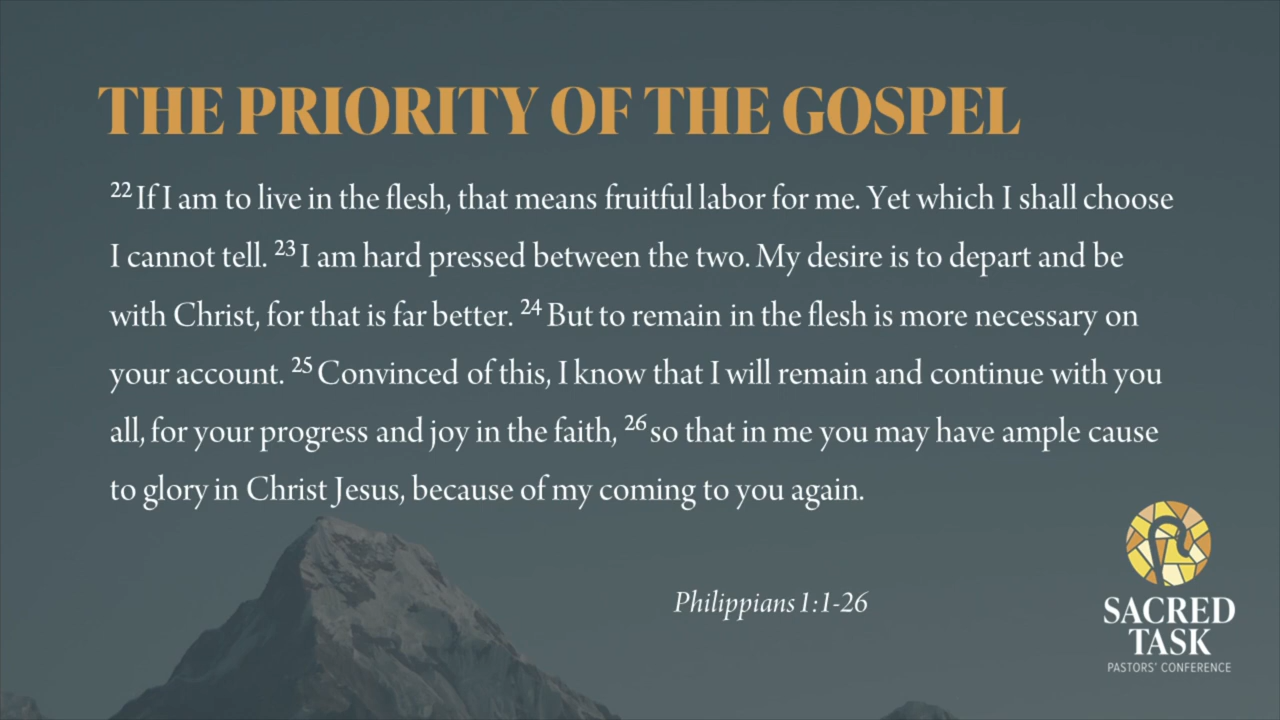 THE PRIORITY OF THE GOSPEL
22 If I am to live in the flesh, that means fruitful labor for me. Yet which I shall choose
I cannot tell. 23 I am hard pressed between the two. My desire is to depart and be
with Christ, for that is far better. 24 But to remain in the flesh is more necessary on
your account. 25 Convinced of this, I know that I will remain and continue with you
all, for your progress and joy in the faith, 26 so that in me you may have ample cause
to glory in Christ Jesus, because of my coming to you again.
Philippians 1:1-26
SACRED
TASK
PASTORS' CONFERENCE